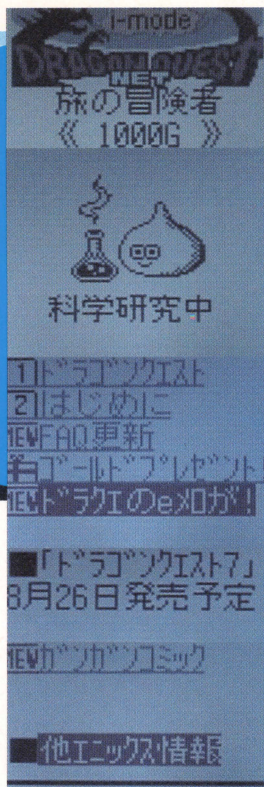 i-mode
DRAGON QUEST
NET
旅の冒険者
《 1000G 》
科学研究中
1ﾄﾞﾗｺﾞﾝｸｴｽﾄ
2はじめに
NEWFAQ更新
ｺﾞｰﾙﾄﾞﾌﾟﾚｾﾞﾝﾄ!
NEWﾄﾞﾗｸｴのeﾒﾛが!
■「ﾄﾞﾗｺﾞﾝｸｴｽﾄ7」
8月26日発売予定
NEWｶﾞﾝｶﾞﾝｺﾐｯｸ
■他ｴﾆｯｸｽ情報